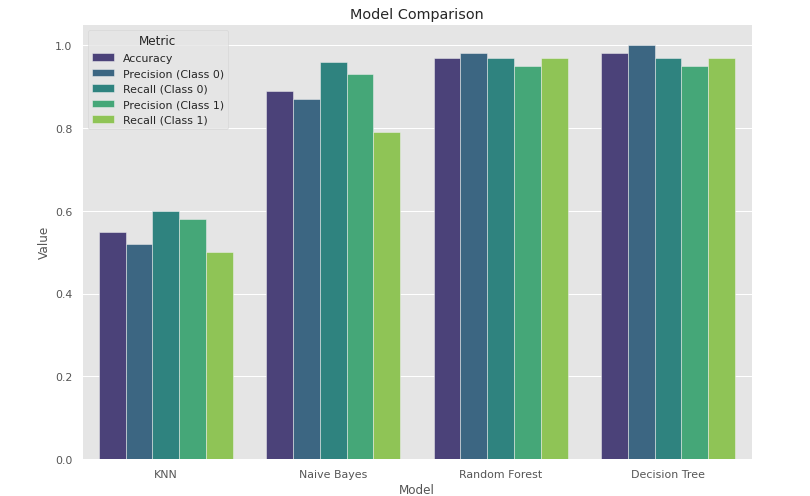 Model Comparison
Metric
Accuracy
Precision (Class 0)
Recall (Class 0)
Precision (Class 1)
Recall (Class 1)
Value
1.0
0.8
0.6
0.4
0.2
0.0
KNN Naive Bayes Random Forest Decision Tree
Model